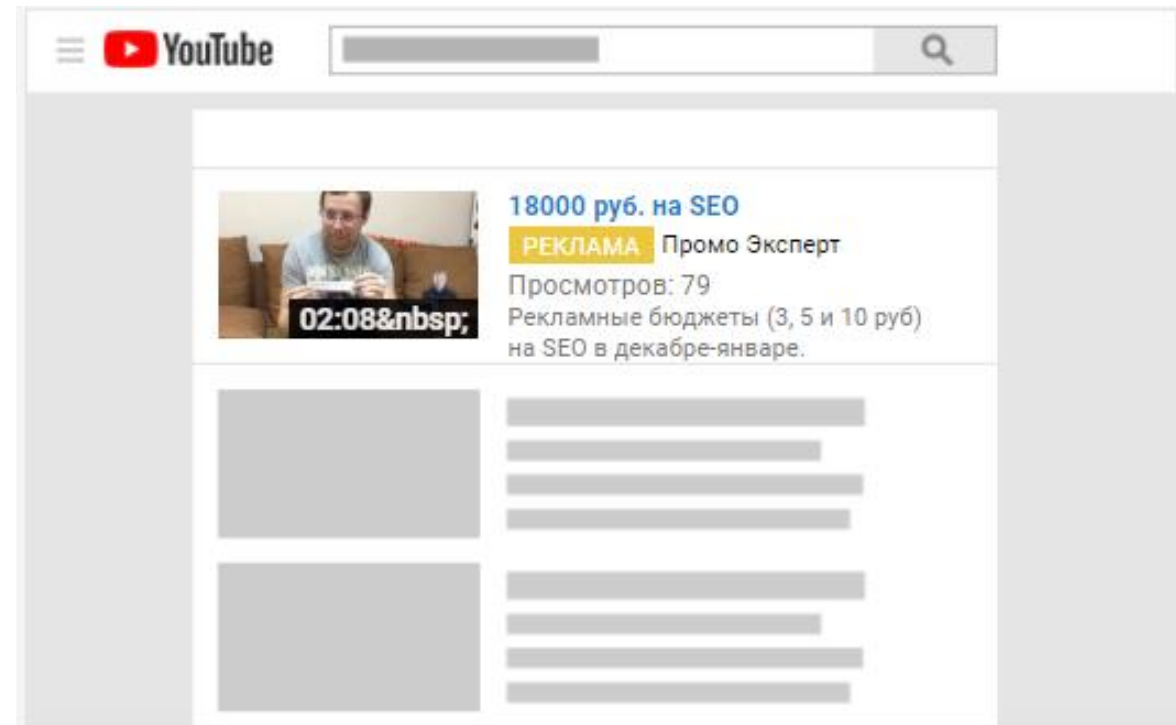 YouTube
18000 руб. на SEO
РЕКЛАМА Промо Эксперт
Просмотров: 79
02:08&nbsp;
Рекламные бюджеты (3, 5 и 10 руб)
на SEO в декабре-январе.